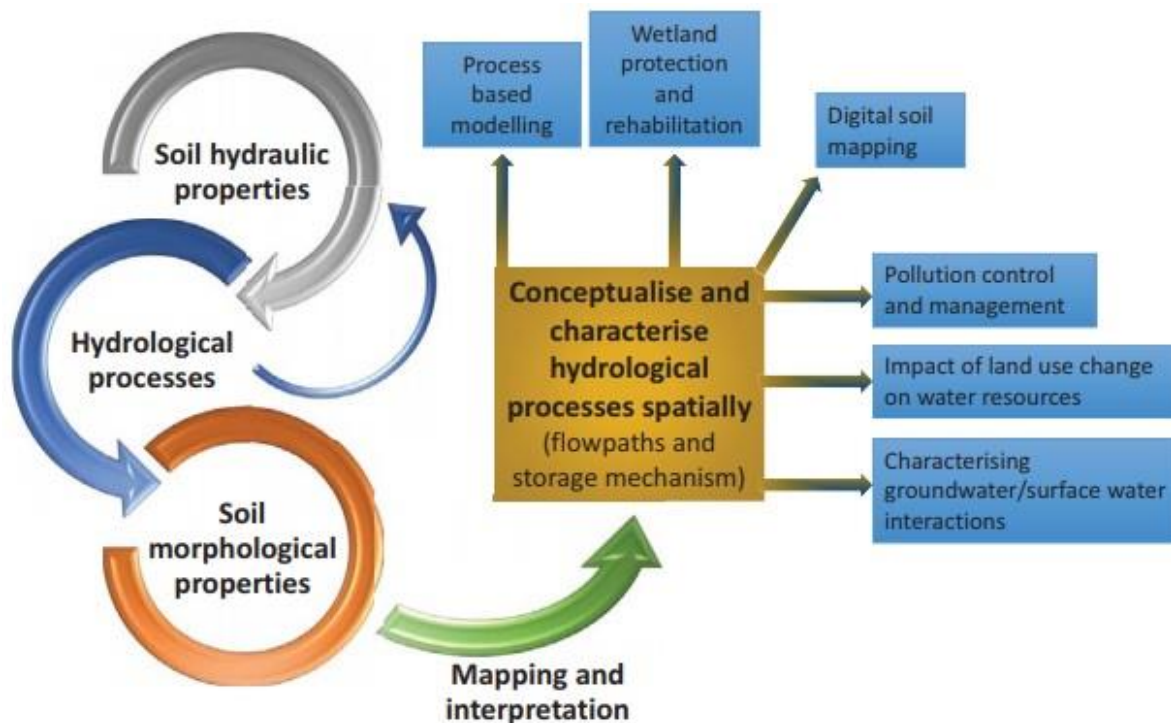 Soil hydraulic
properties
Hydrological
processes
Soil
morphological
properties
Mapping and
interpretation
Conceptualise and
characterise
hydrological
processes spatially
(flowpaths and
storage mechanism)
Process
based
modelling
Wetland
protection
and
rehabilitation
Digital soil
mapping
Pollution control
and management
Impact of land use change
on water resources
Characterising
groundwater/surface water
interactions